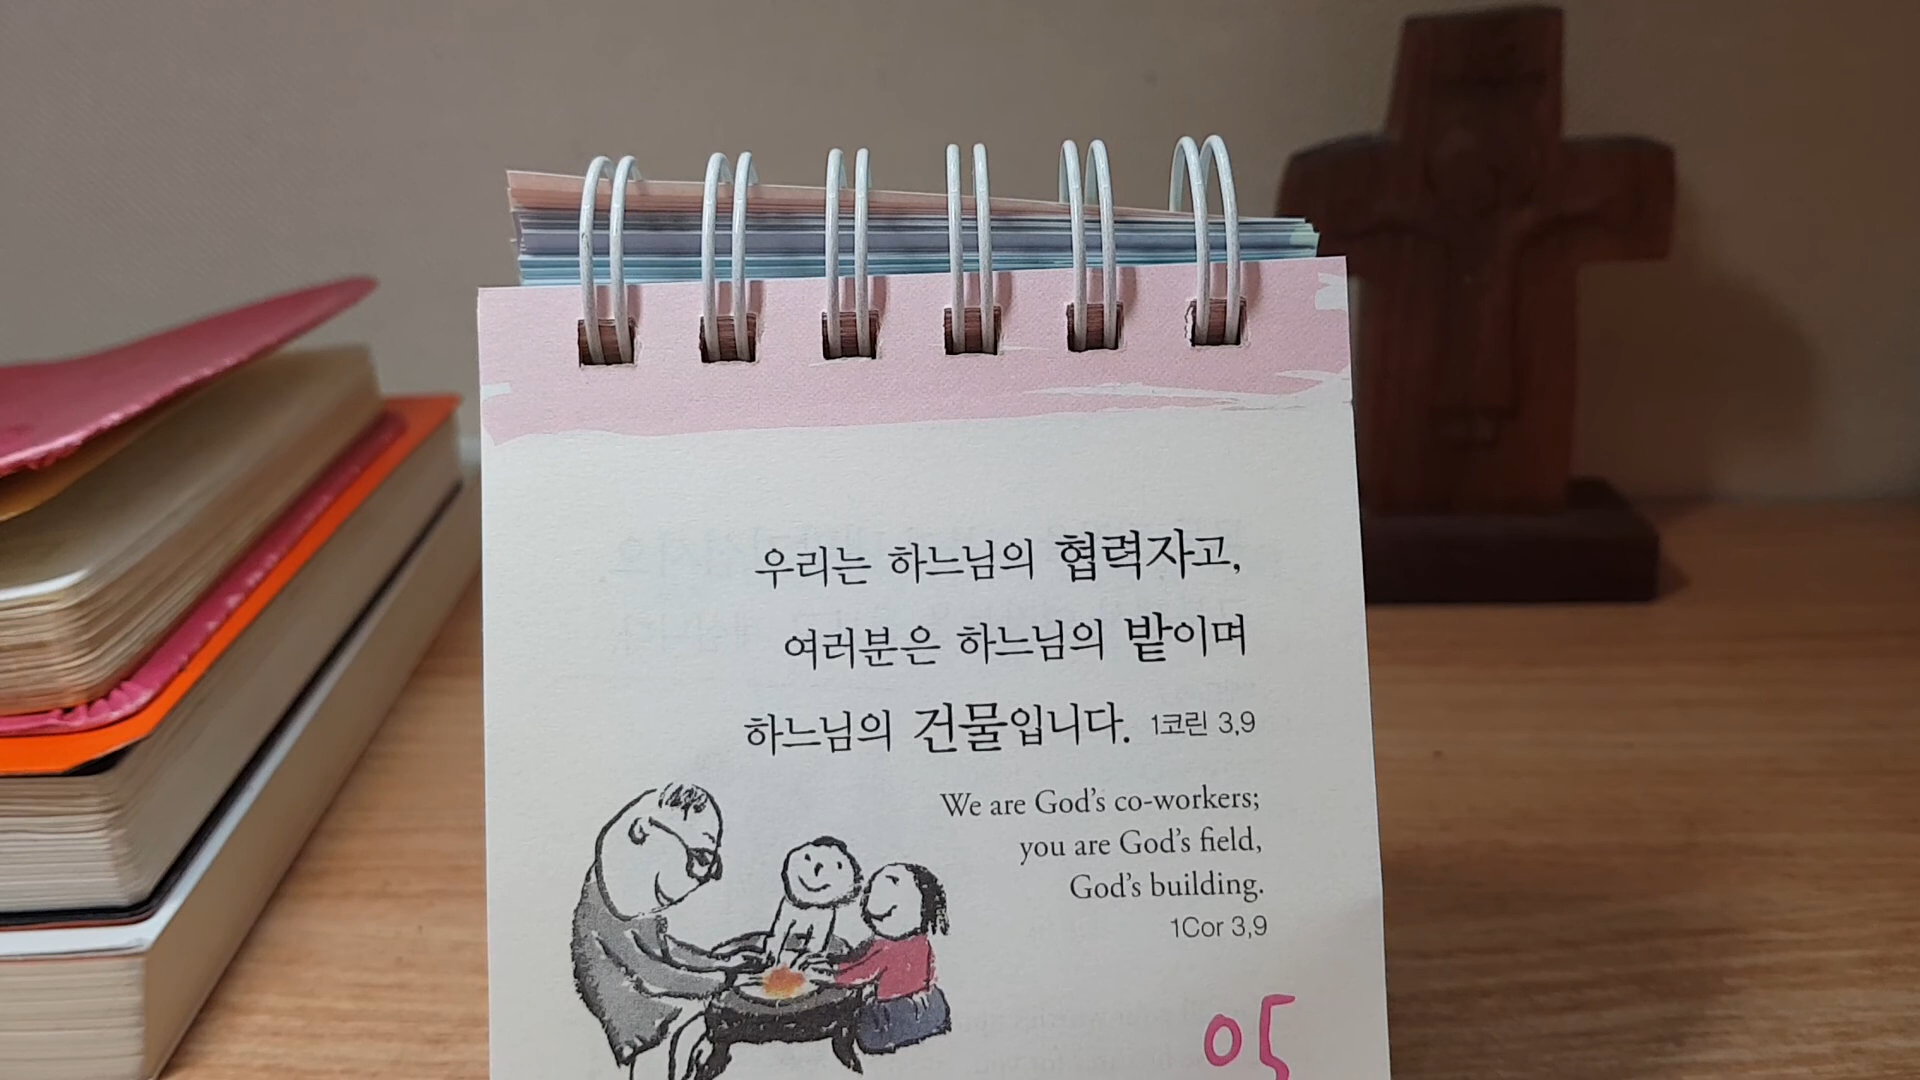 우리는 하느님의 협력자고,
여러분은 하느님의 밭이며
하느님의 건물입니다. 1코린 3,9
We are God's co-workers;
you are God's field,
God's building.
1Cor 3,9
05